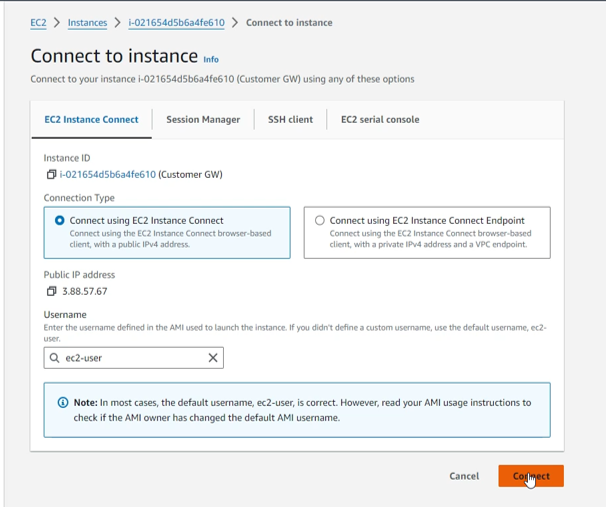 EC2 > Instances > i-021654d5b6a4fe610 > Connect to instance
Connect to instance Info
Connect to your instance i-021654d5b6a4fe610 (Customer GW) using any of these options
EC2 Instance Connect
Session Manager
SSH client
EC2 serial console
Instance ID
i-021654d5b6a4fe610 (Customer GW)
Connection Type
Connect using EC2 Instance Connect
Connect using the EC2 Instance Connect browser-based
client, with a public IPv4 address.
Connect using EC2 Instance Connect Endpoint
Connect using the EC2 Instance Connect browser-based
client, with a private IPv4 address and a VPC endpoint.
Public IP address
3.88.57.67
Username
Enter the username defined in the AMI used to launch the instance. If you didn't define a custom username, use the default username, ec2-
user.
ec2-user
Note: In most cases, the default username, ec2-user, is correct. However, read your AMI usage instructions to
check if the AMI owner has changed the default AMI username.
Cancel
Connect